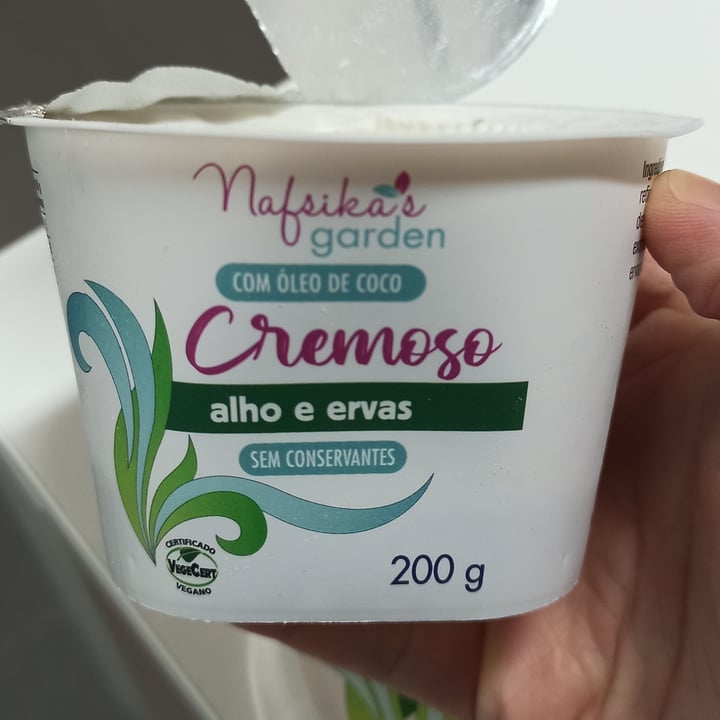 Nafsika's
garden
COM ÓLEO DE COCO
Cremoso
alho e ervas
SEM CONSERVANTES
CERTIFICADO
VEGECERT
VEGANO
200 g